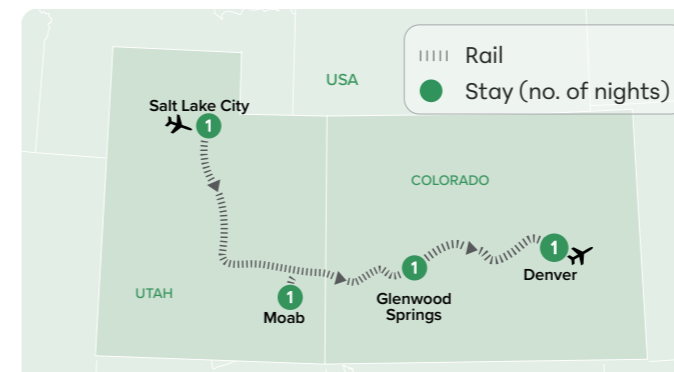 Rail
USA
Stay (no. of nights)
Salt Lake City
1
COLORADO
1
Denver
1
Glenwood
Springs
UTAH
1
Moab